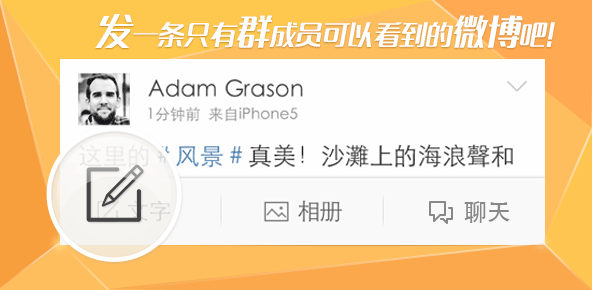 发一条只有群成员可以看到的微博吧!
Adam Grason
1分钟前 来自iPhone5
这里的#风景#真美！沙灘上的海浪聲和
文字 相册 聊天